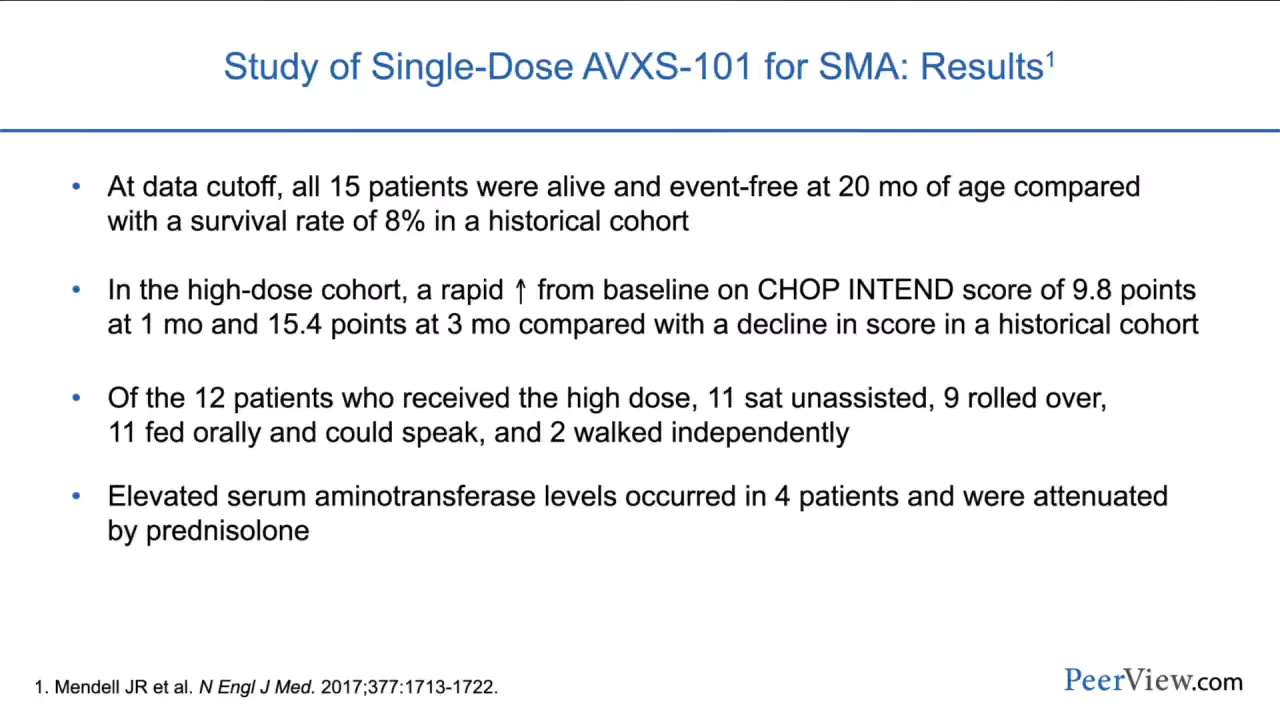 Study of Single-Dose AVXS-101 for SMA: Results1
• At data cutoff, all 15 patients were alive and event-free at 20 mo of age compared
with a survival rate of 8% in a historical cohort
• In the high-dose cohort, a rapid ↑ from baseline on CHOP INTEND score of 9.8 points
at 1 mo and 15.4 points at 3 mo compared with a decline in score in a historical cohort
• Of the 12 patients who received the high dose, 11 sat unassisted, 9 rolled over,
11 fed orally and could speak, and 2 walked independently
• Elevated serum aminotransferase levels occurred in 4 patients and were attenuated
by prednisolone
1. Mendell JR et al. N Engl J Med. 2017;377:1713-1722.
PeerView.com